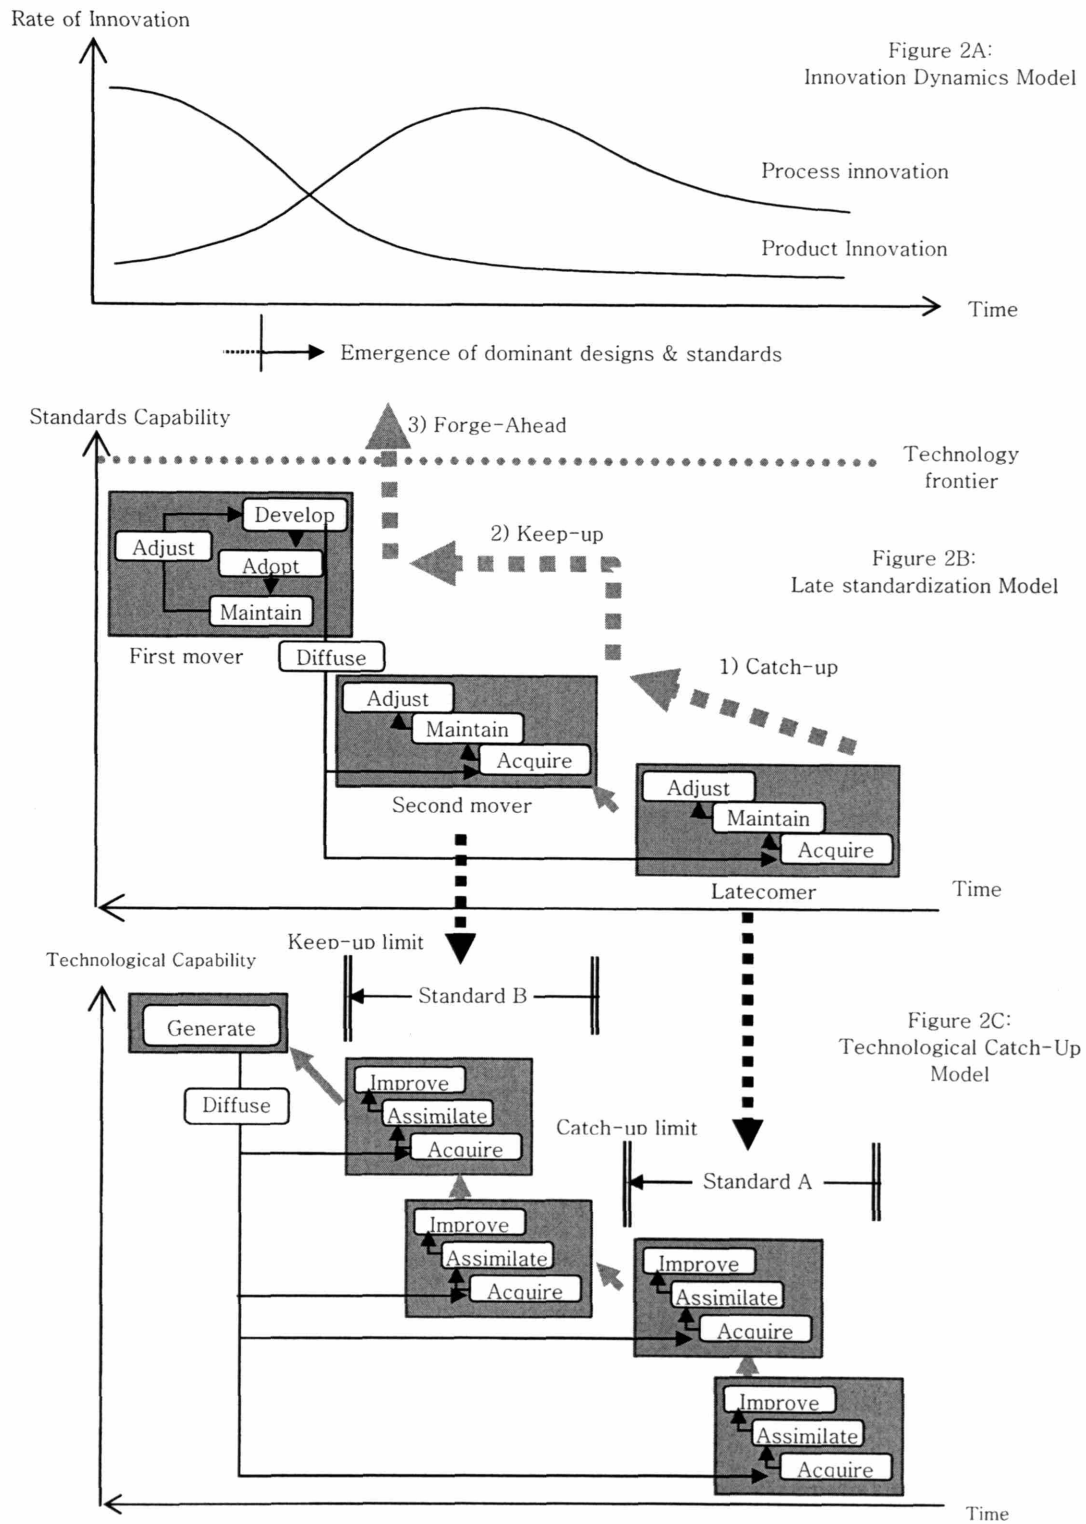 Rate of Innovation
Figure 2A:
Innovation Dynamics Model
Process innovation
Product Innovation
Time
Emergence of dominant designs & standards
Standards Capability
3) Forge-Ahead
Technology
frontier
Develop
2) Keep-up
Adjust
Adopt
Figure 2B:
Late standardization Model
Maintain
First mover
Diffuse
1) Catch-up
Adjust
Maintain
Acquire
Second mover
Adjust
Maintain
Acquire
Latecomer
Time
Keep-up limit
Technological Capability
Standard B
Generate
Figure 2C:
Technological Catch-Up
Model
Improve
Diffuse
Assimilate
Acquire
Catch-up limit
Standard A
Improve
Assimilate
Acquire
Improve
Assimilate
Acquire
Improve
Assimilate
Acquire
Time